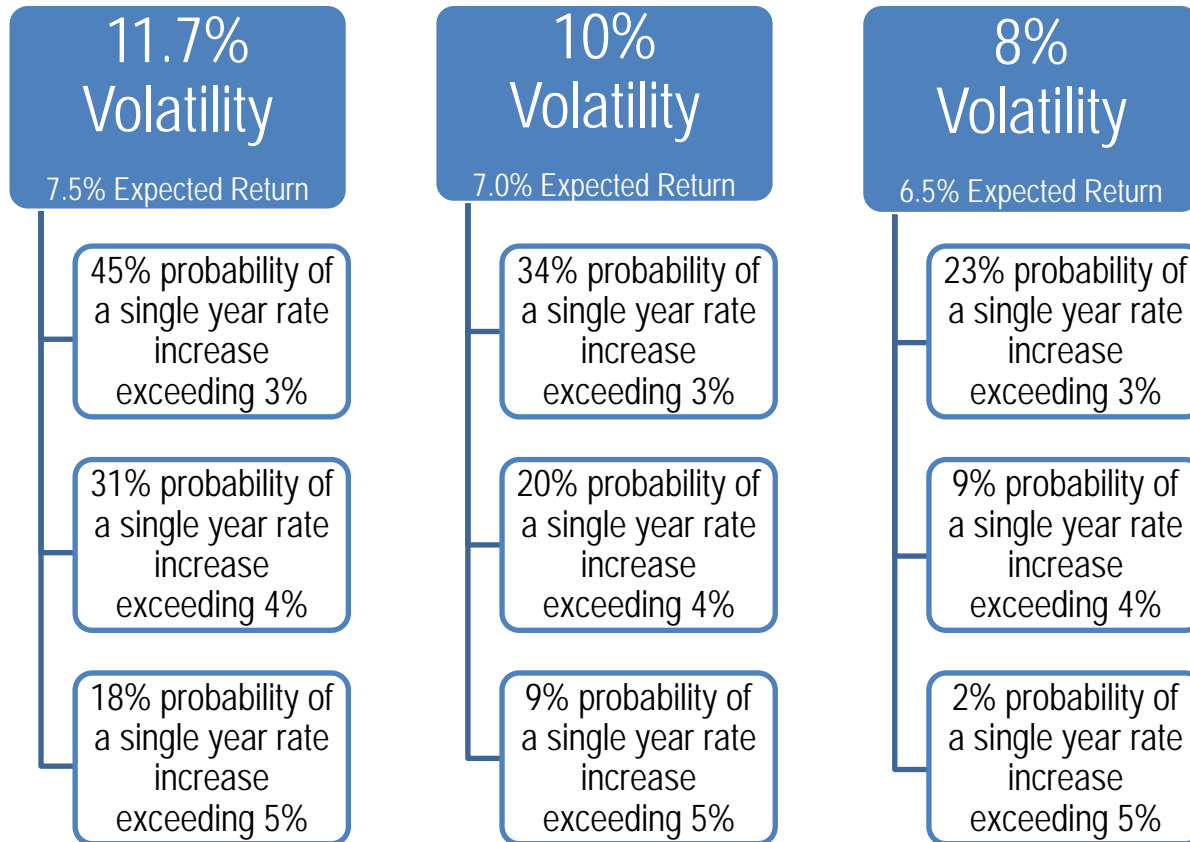 11.7%
Volatility
7.5% Expected Return
45% probability of
a single year rate
increase
exceeding 3%
31% probability of
a single year rate
increase
exceeding 4%
18% probability of
a single year rate
increase
exceeding 5%
10%
Volatility
7.0% Expected Return
34% probability of
a single year rate
increase
exceeding 3%
20% probability of
a single year rate
increase
exceeding 4%
9% probability of
a single year rate
increase
exceeding 5%
8%
Volatility
6.5% Expected Return
23% probability of
a single year rate
increase
exceeding 3%
9% probability of
a single year rate
increase
exceeding 4%
2% probability of
a single year rate
increase
exceeding 5%